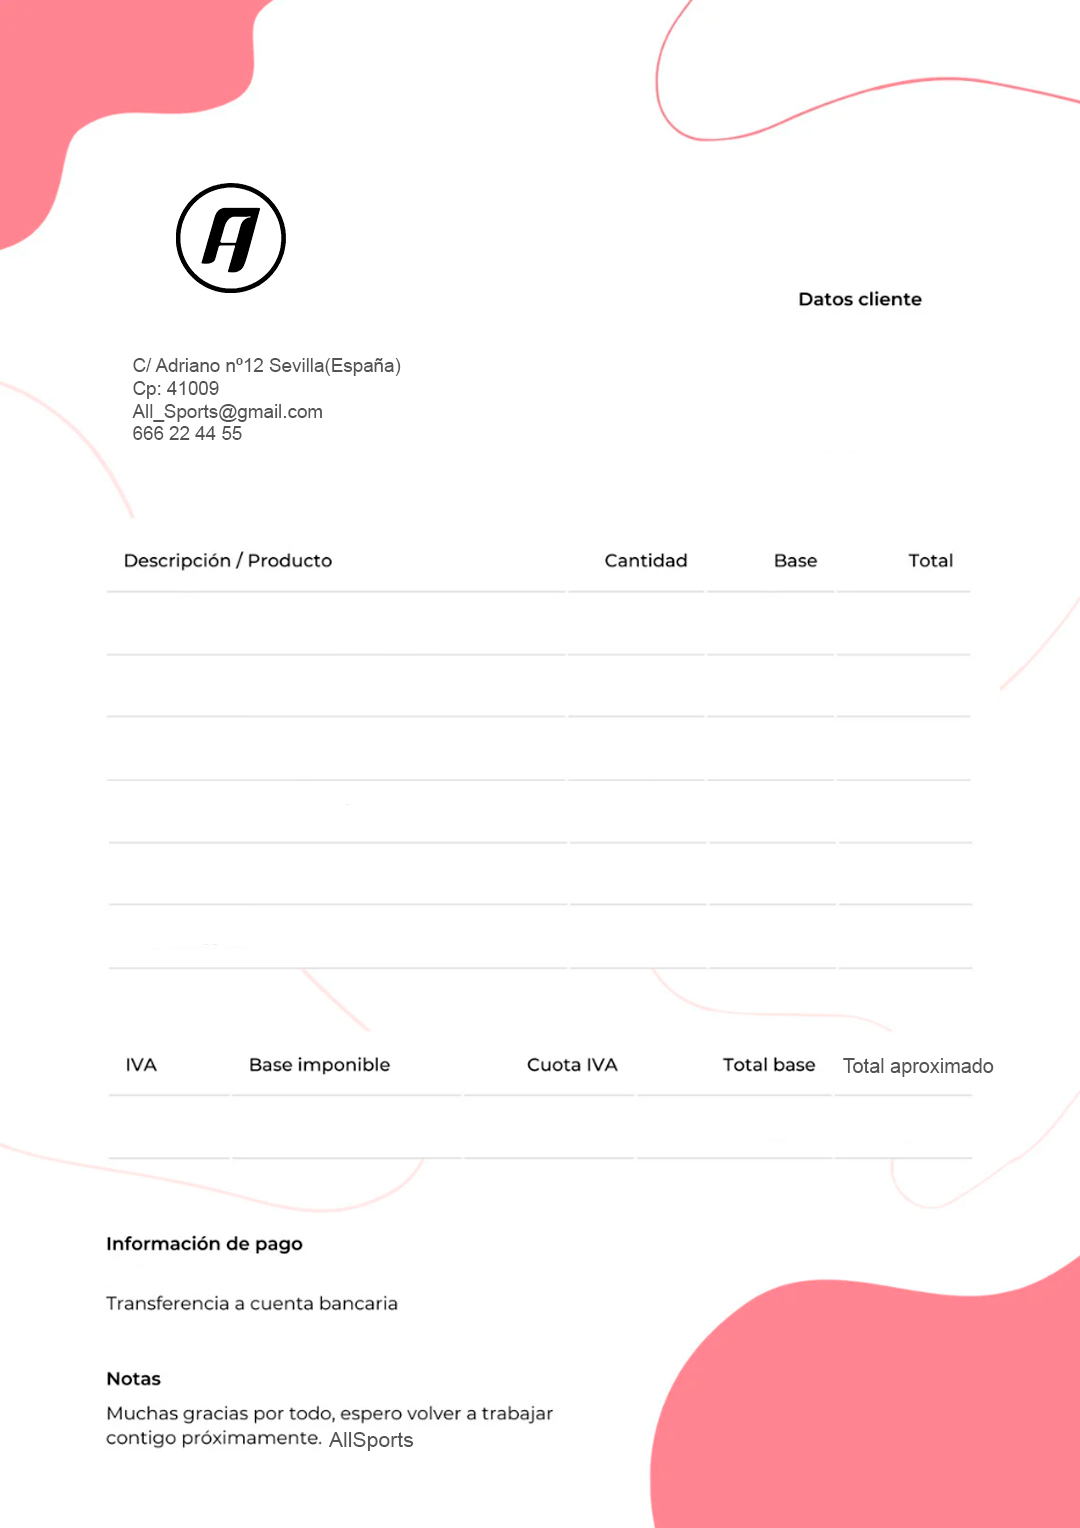 A
Datos cliente
C/ Adriano nº12 Sevilla(España)
Cp: 41009
All_Sports@gmail.com
666 22 44 55
Descripción / Producto Cantidad Base Total
IVA Base imponible Cuota IVA Total base Total aproximado
Información de pago
Transferencia a cuenta bancaria
Notas
Muchas gracias por todo, espero volver a trabajar
contigo próximamente. AllSports